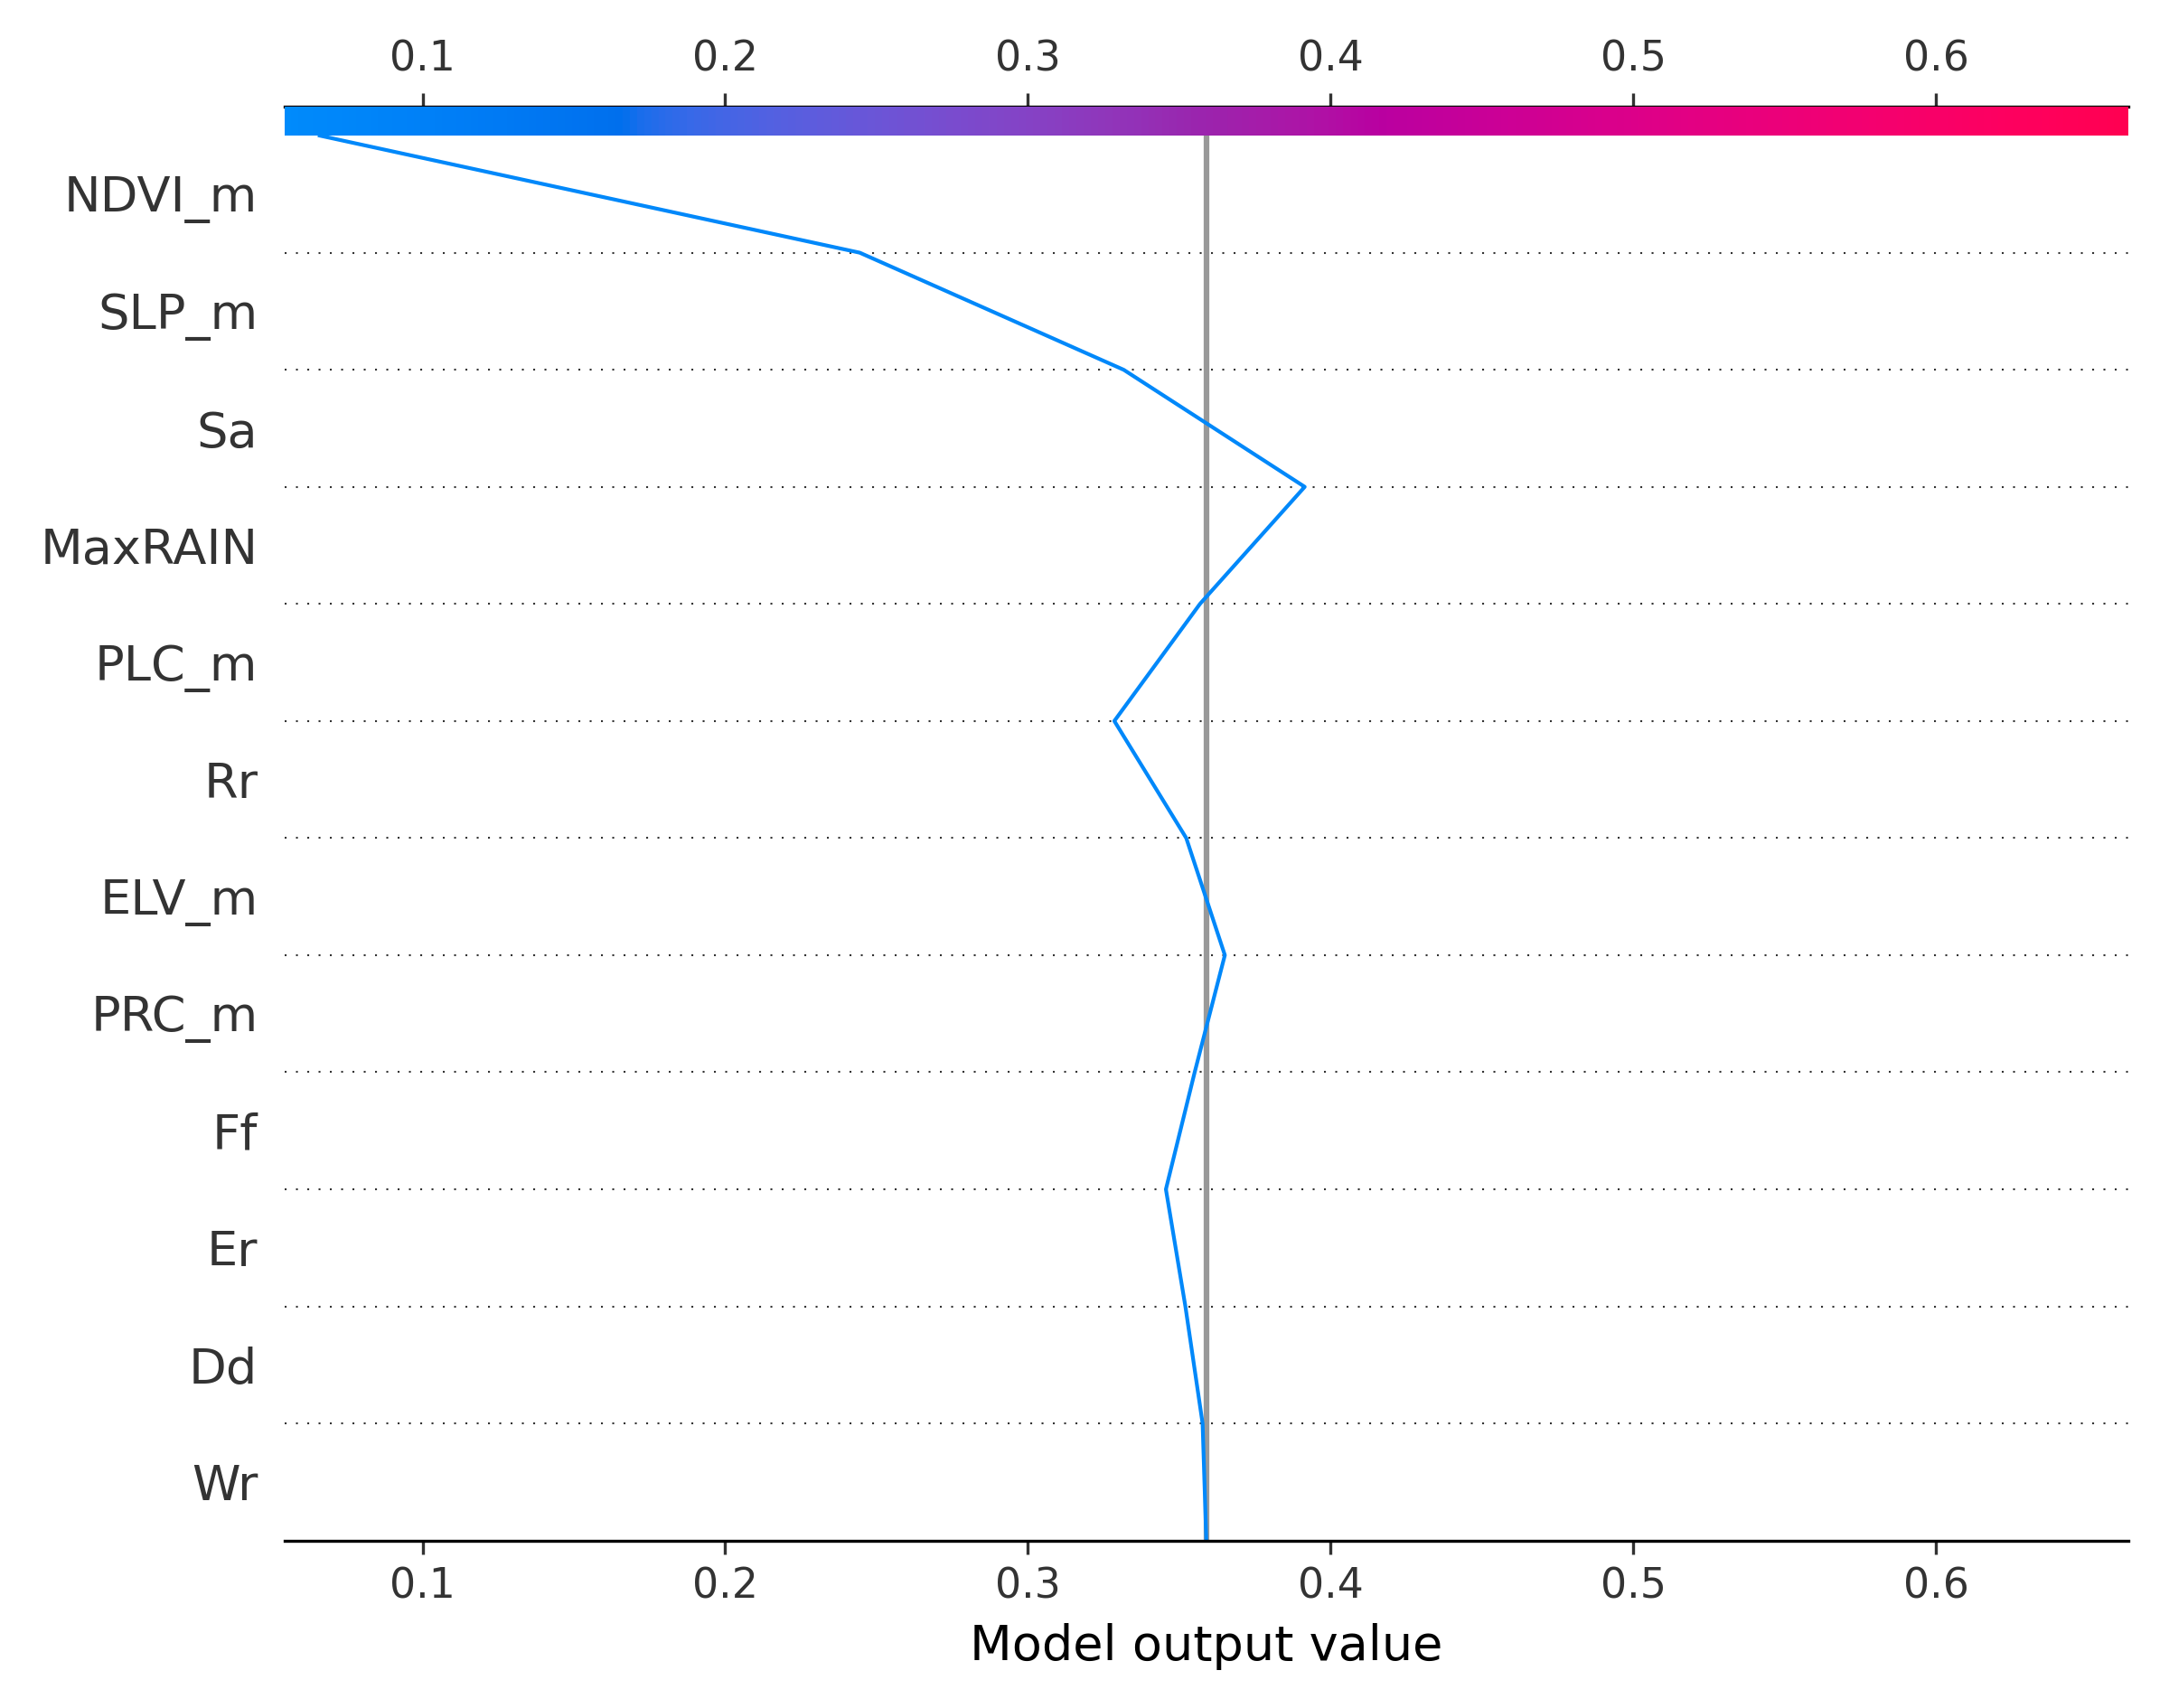 0.1 0.2 0.3 0.4 0.5 0.6
NDVI_m
SLP_m
Sa
MaxRAIN
PLC_m
Rr
ELV_m
PRC_m
Ff
Er
Dd
Wr
0.1 0.2 0.3 0.4 0.5 0.6
Model output value